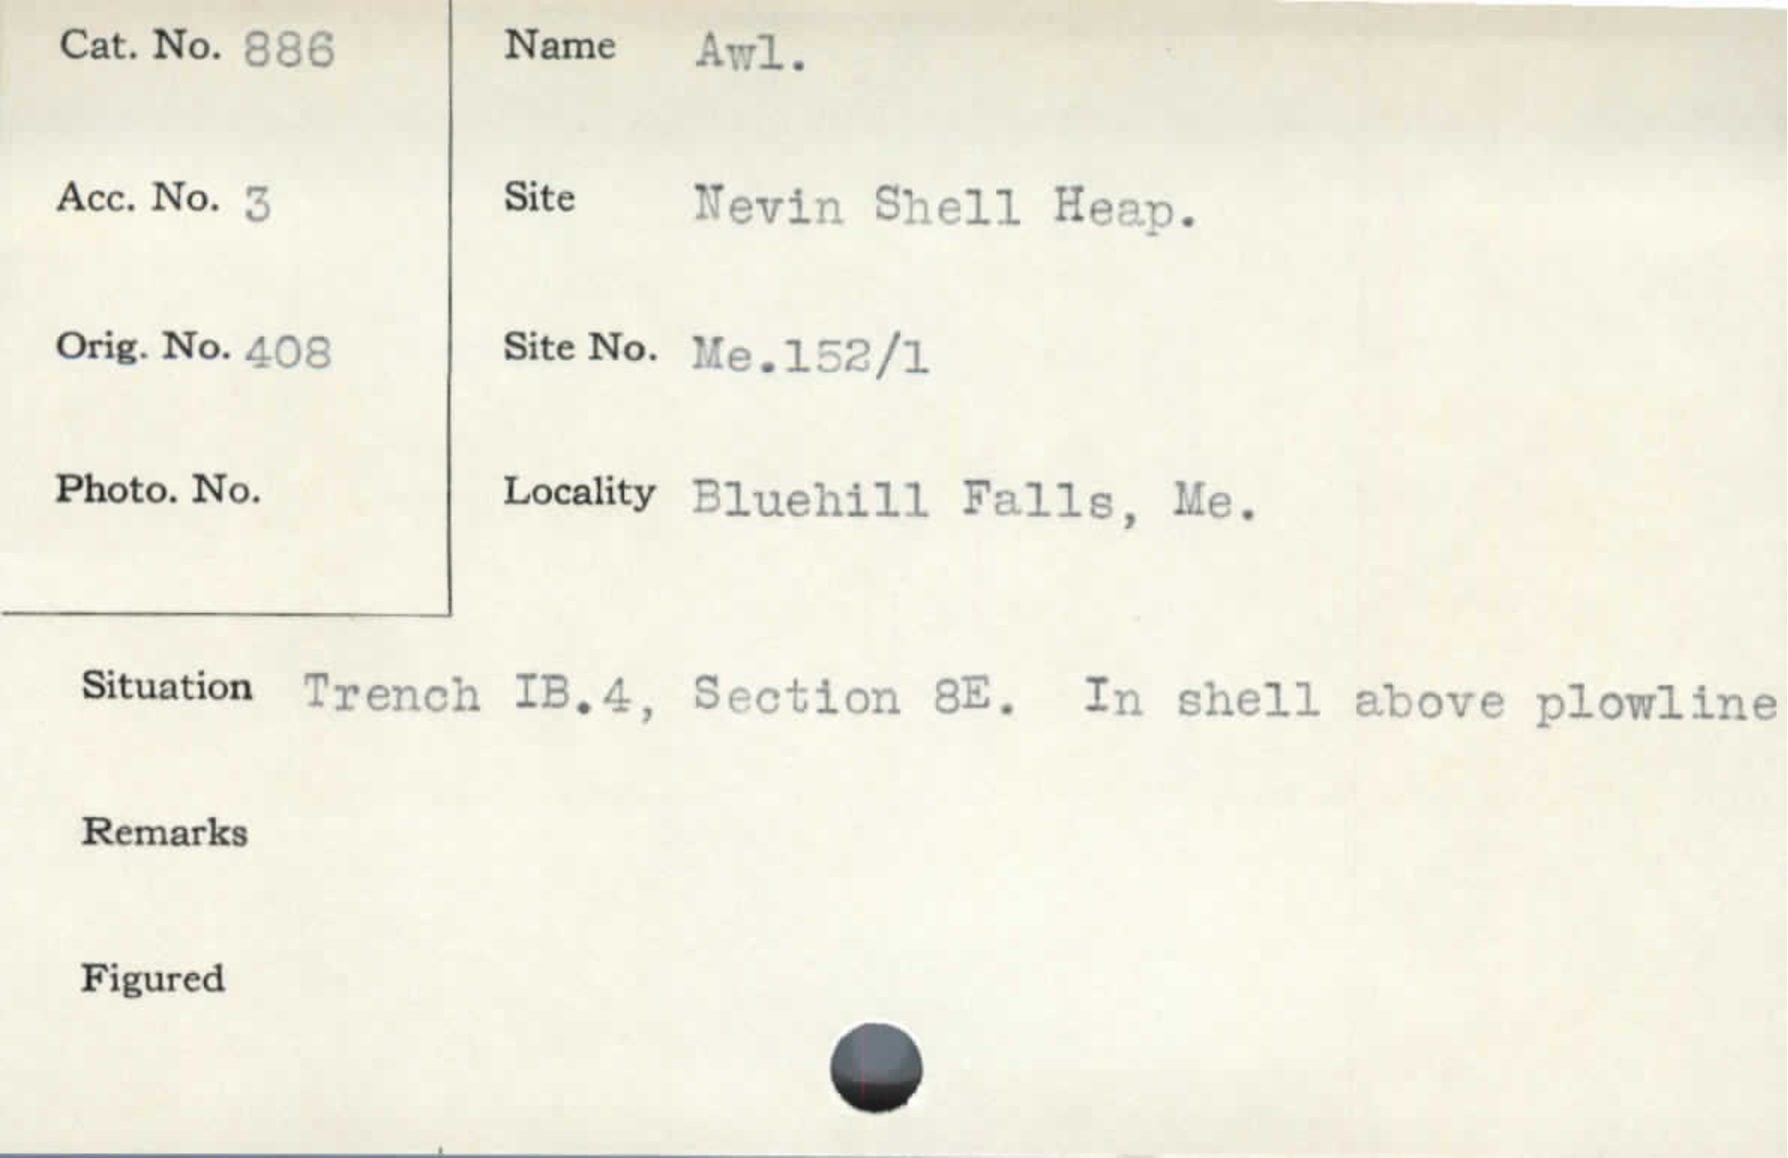 Cat. No. 886
Name Awl.
Acc. No. 3
Site Nevin Shell Heap.
Orig. No. 408
Site No. Me.152/1
Photo. No.
Locality Bluehill Falls, Me.
Situation Trench IB.4, Section 8E. In shell above plowline
Remarks
Figured